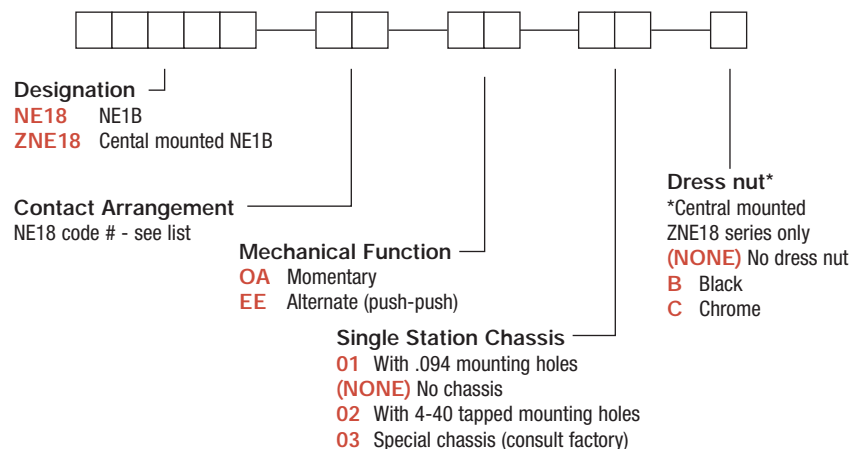 Designation
NE18 NE1B
ZNE18 Cental mounted NE1B
Contact Arrangement
NE18 code # - see list
Mechanical Function
OA Momentary
EE Alternate (push-push)
Single Station Chassis
01 With .094 mounting holes
(NONE) No chassis
02 With 4-40 tapped mounting holes
03 Special chassis (consult factory)
Dress nut*
*Central mounted
ZNE18 series only
(NONE) No dress nut
B Black
C Chrome